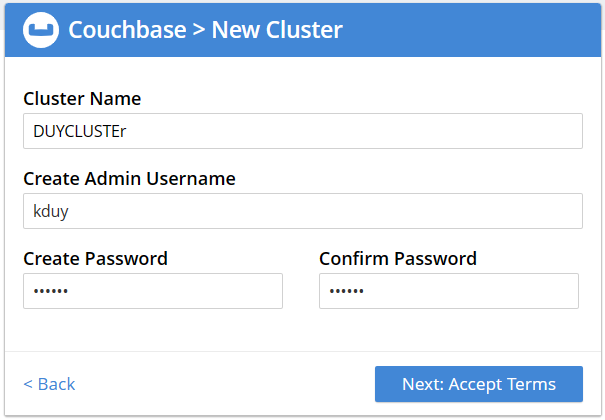 Couchbase > New Cluster
Cluster Name
DUYCLUSTEr
Create Admin Username
kduy
Create Password Confirm Password
•••••• ••••••
< Back Next: Accept Terms